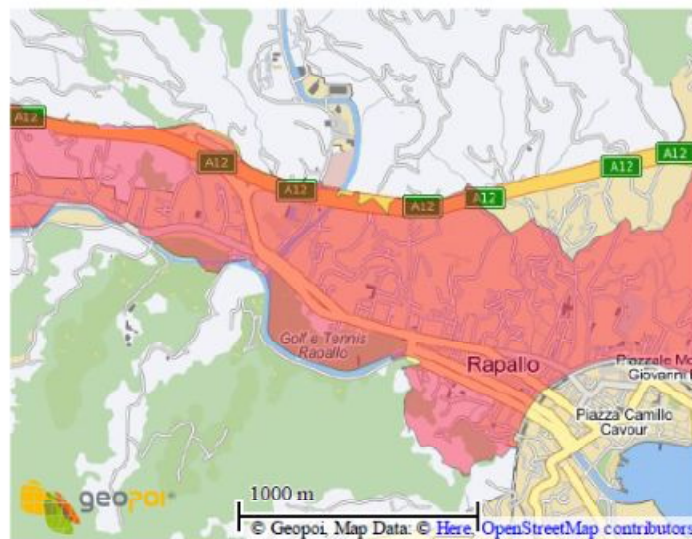 A12
A12
A12
A12
A12
A12
A12
Golf e Tennis
Rapallo
Rapallo
Piazzale
Giovanni
Piazza Camillo
Cavour
geopoi
1000 m
© Geopoi, Map Data: © Here, OpenStreetMap contributors